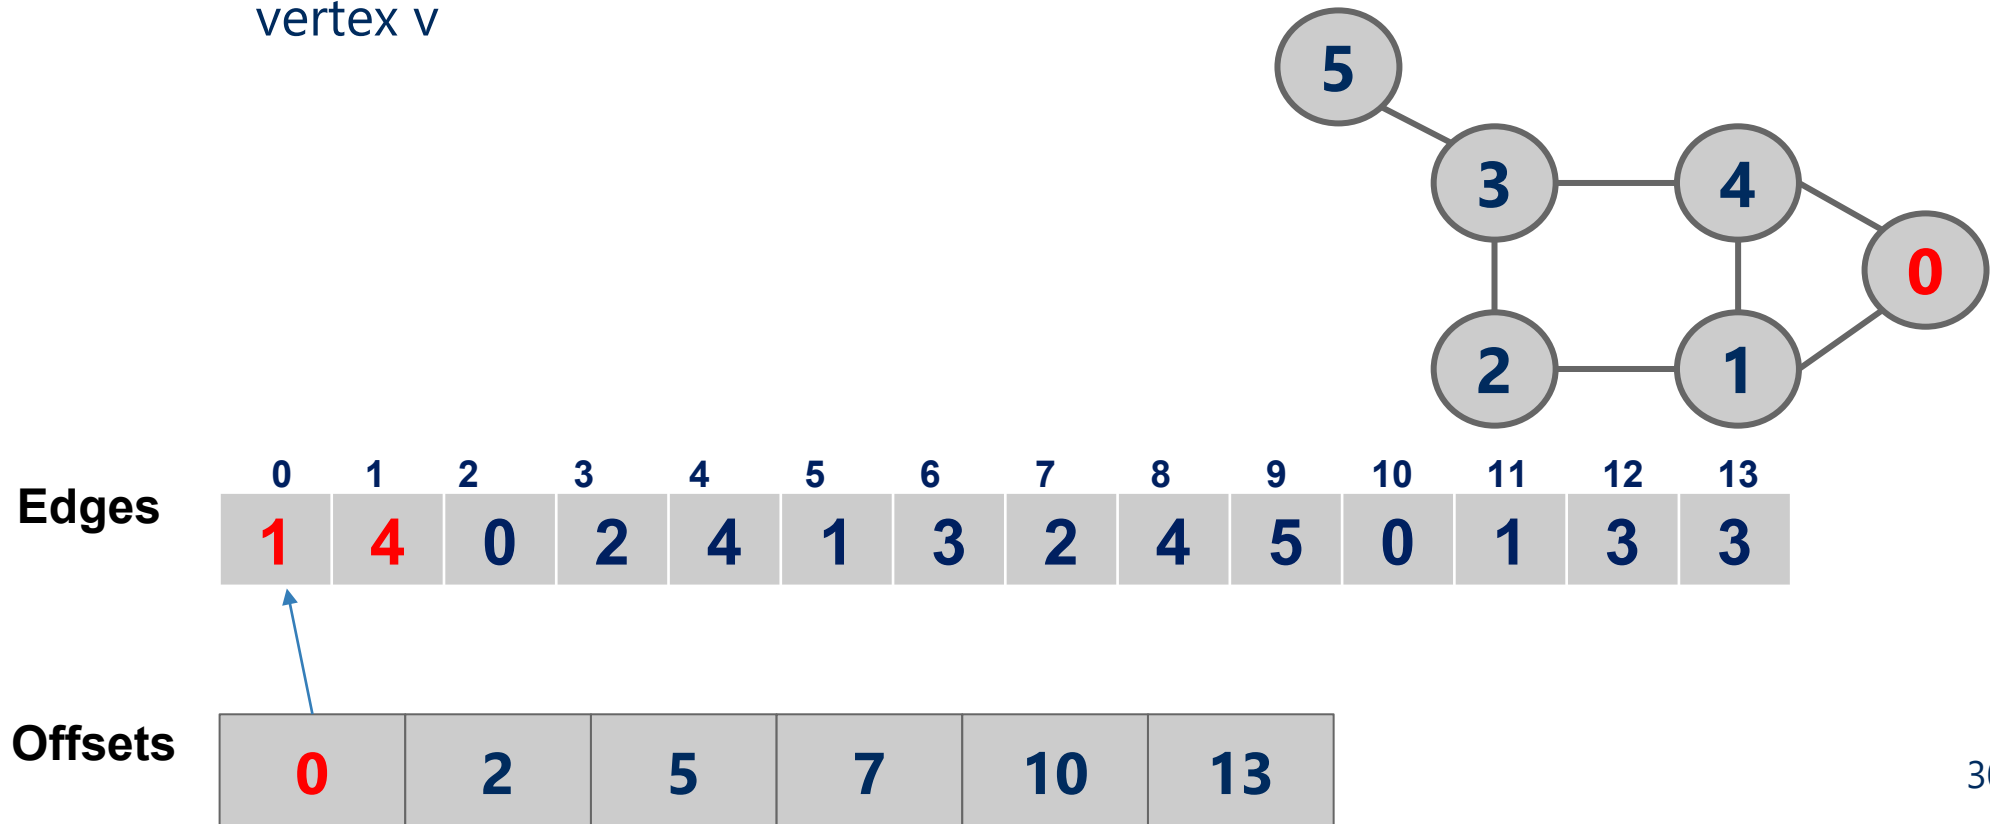 vertex v
5
3 4
0
2 1
0 1 2 3 4 5 6 7 8 9 10 11 12 13
Edges 1 4 0 2 4 1 3 2 4 5 0 1 3 3
Offsets 0 2 5 7 10 13